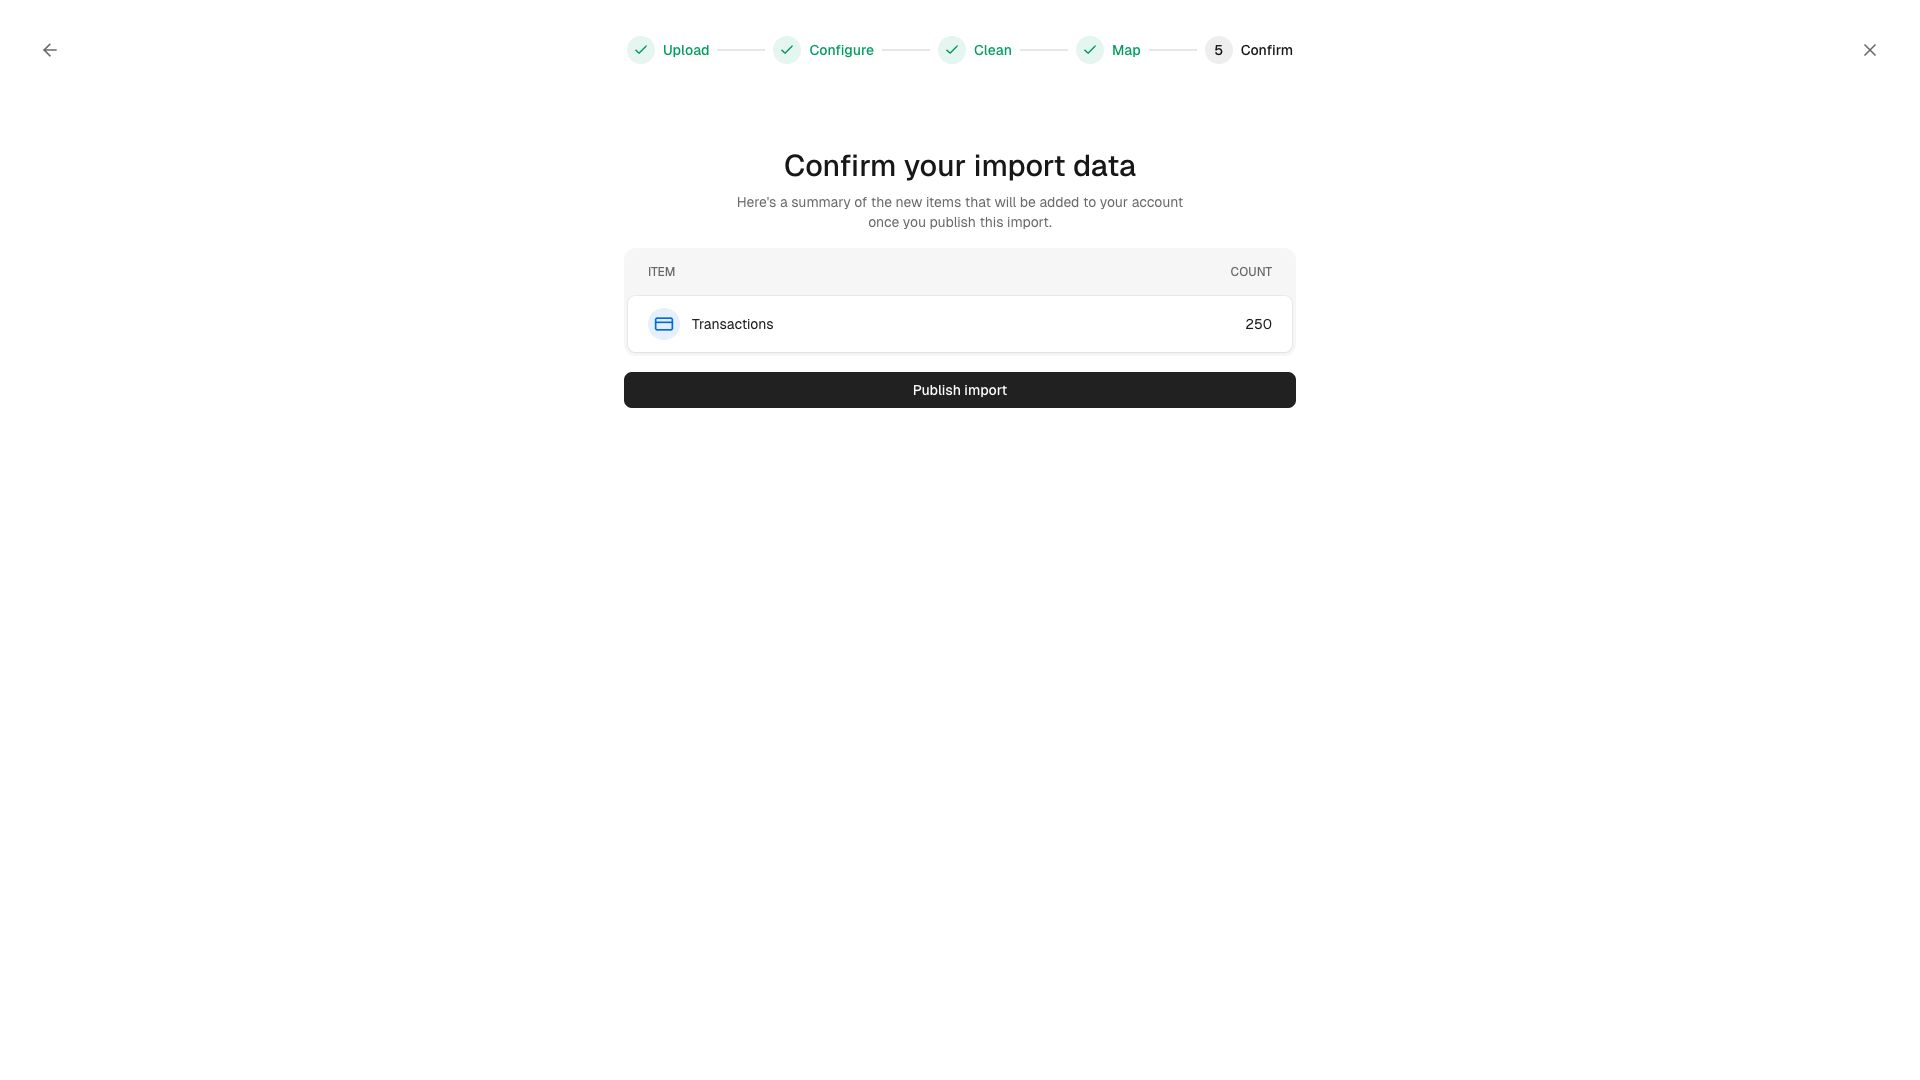 Upload
Configure
Clean
Map
5 Confirm
Confirm your import data
Here's a summary of the new items that will be added to your account
once you publish this import.
ITEM COUNT
Transactions 250
Publish import